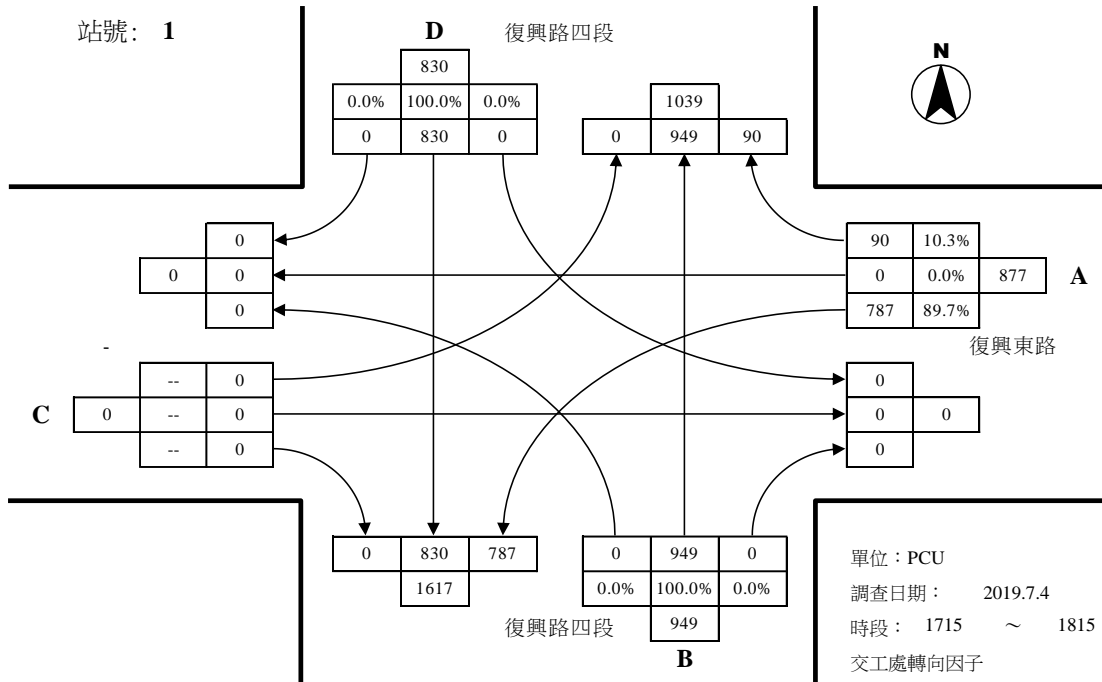 站號： 1
D 復興路四段
N
830
0.0% 100.0% 0.0%
0 830 0
1039
0 949 90
0
0 0
0
90 10.3%
0 0.0% 877
787 89.7%
A
復興東路
-
C
-- 0
0 -- 0
-- 0
0
0 0
0
0 830 787
1617
復興路四段
0 949 0
0.0% 100.0% 0.0%
949
B
單位：PCU
調查日期： 2019.7.4
時段： 1715 ～ 1815
交工處轉向因子